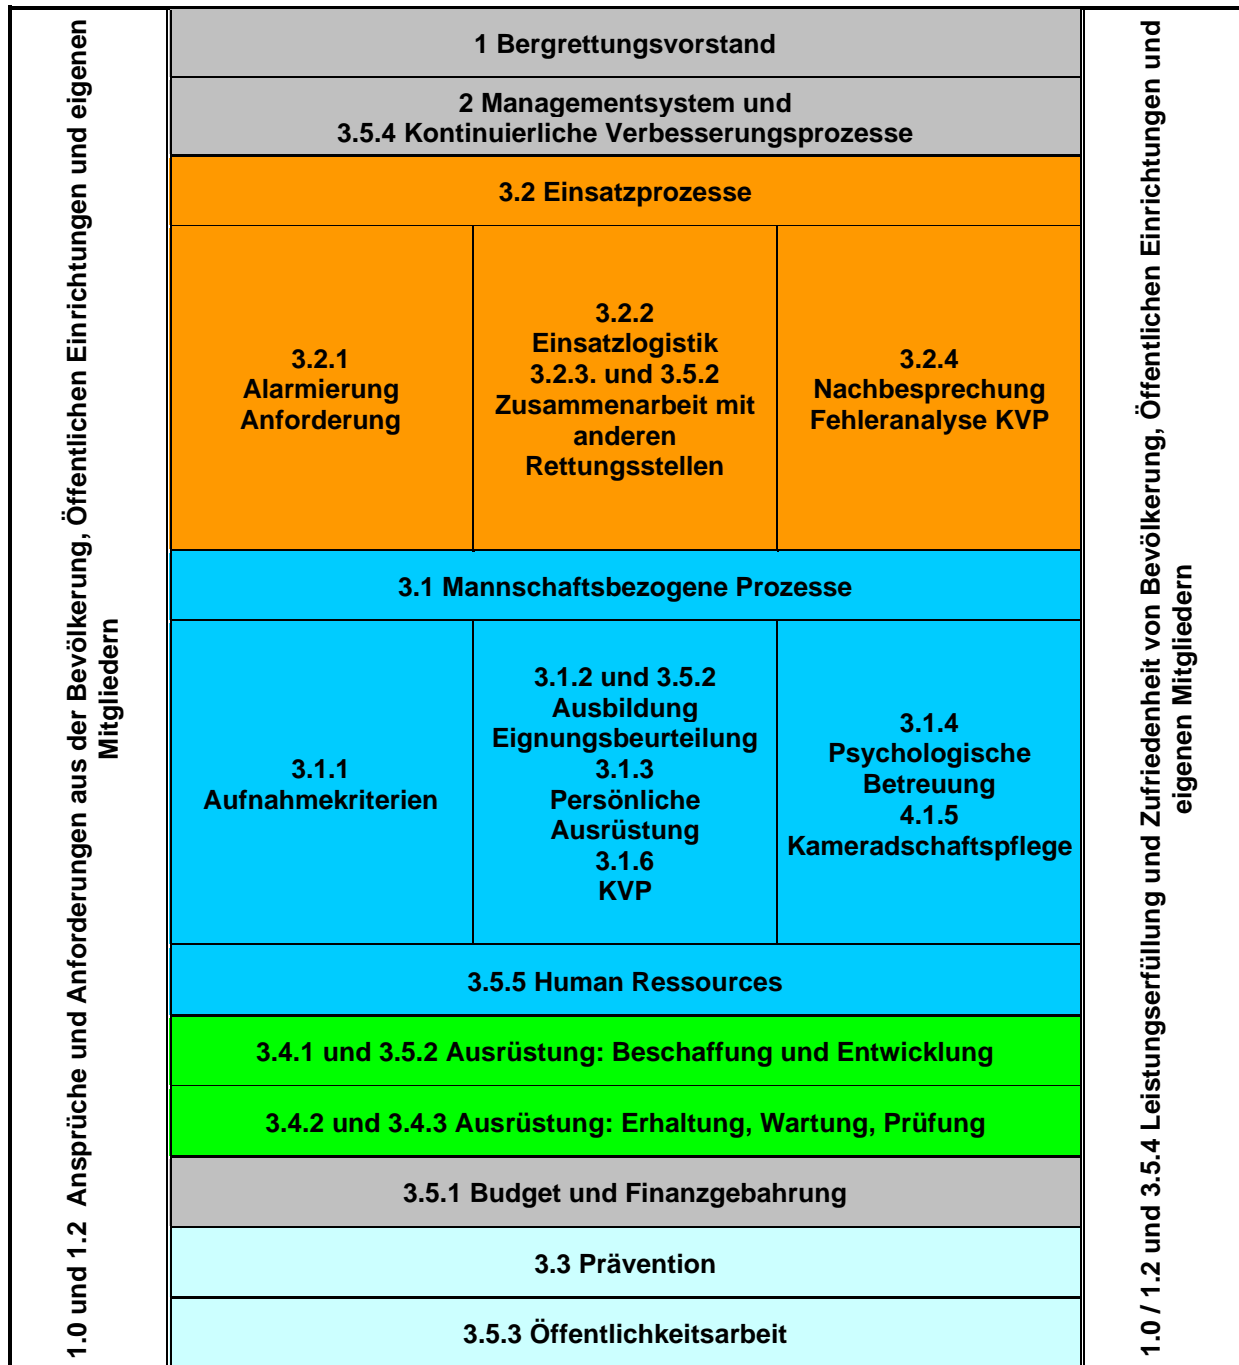 1.0 und 1.2 Ansprüche und Anforderungen aus der Bevölkerung, Öffentlichen Einrichtungen und eigenen
Mitgliedern
1 Bergrettungsvorstand
2 Managementsystem und
3.5.4 Kontinuierliche Verbesserungsprozesse
3.2 Einsatzprozesse
3.2.1
Alarmierung
Anforderung
3.2.2
Einsatzlogistik
3.2.3. und 3.5.2
Zusammenarbeit mit
anderen
Rettungsstellen
3.2.4
Nachbesprechung
Fehleranalyse KVP
3.1 Mannschaftsbezogene Prozesse
3.1.1
Aufnahmekriterien
3.1.2 und 3.5.2
Ausbildung
Eignungsbeurteilung
3.1.3
Persönliche
Ausrüstung
3.1.6
KVP
3.1.4
Psychologische
Betreuung
4.1.5
Kameradschaftspflege
3.5.5 Human Ressources
3.4.1 und 3.5.2 Ausrüstung: Beschaffung und Entwicklung
3.4.2 und 3.4.3 Ausrüstung: Erhaltung, Wartung, Prüfung
3.5.1 Budget und Finanzgebahrung
3.3 Prävention
3.5.3 Öffentlichkeitsarbeit
1.0 / 1.2 und 3.5.4 Leistungserfüllung und Zufriedenheit von Bevölkerung, Öffentlichen Einrichtungen und
eigenen Mitgliedern